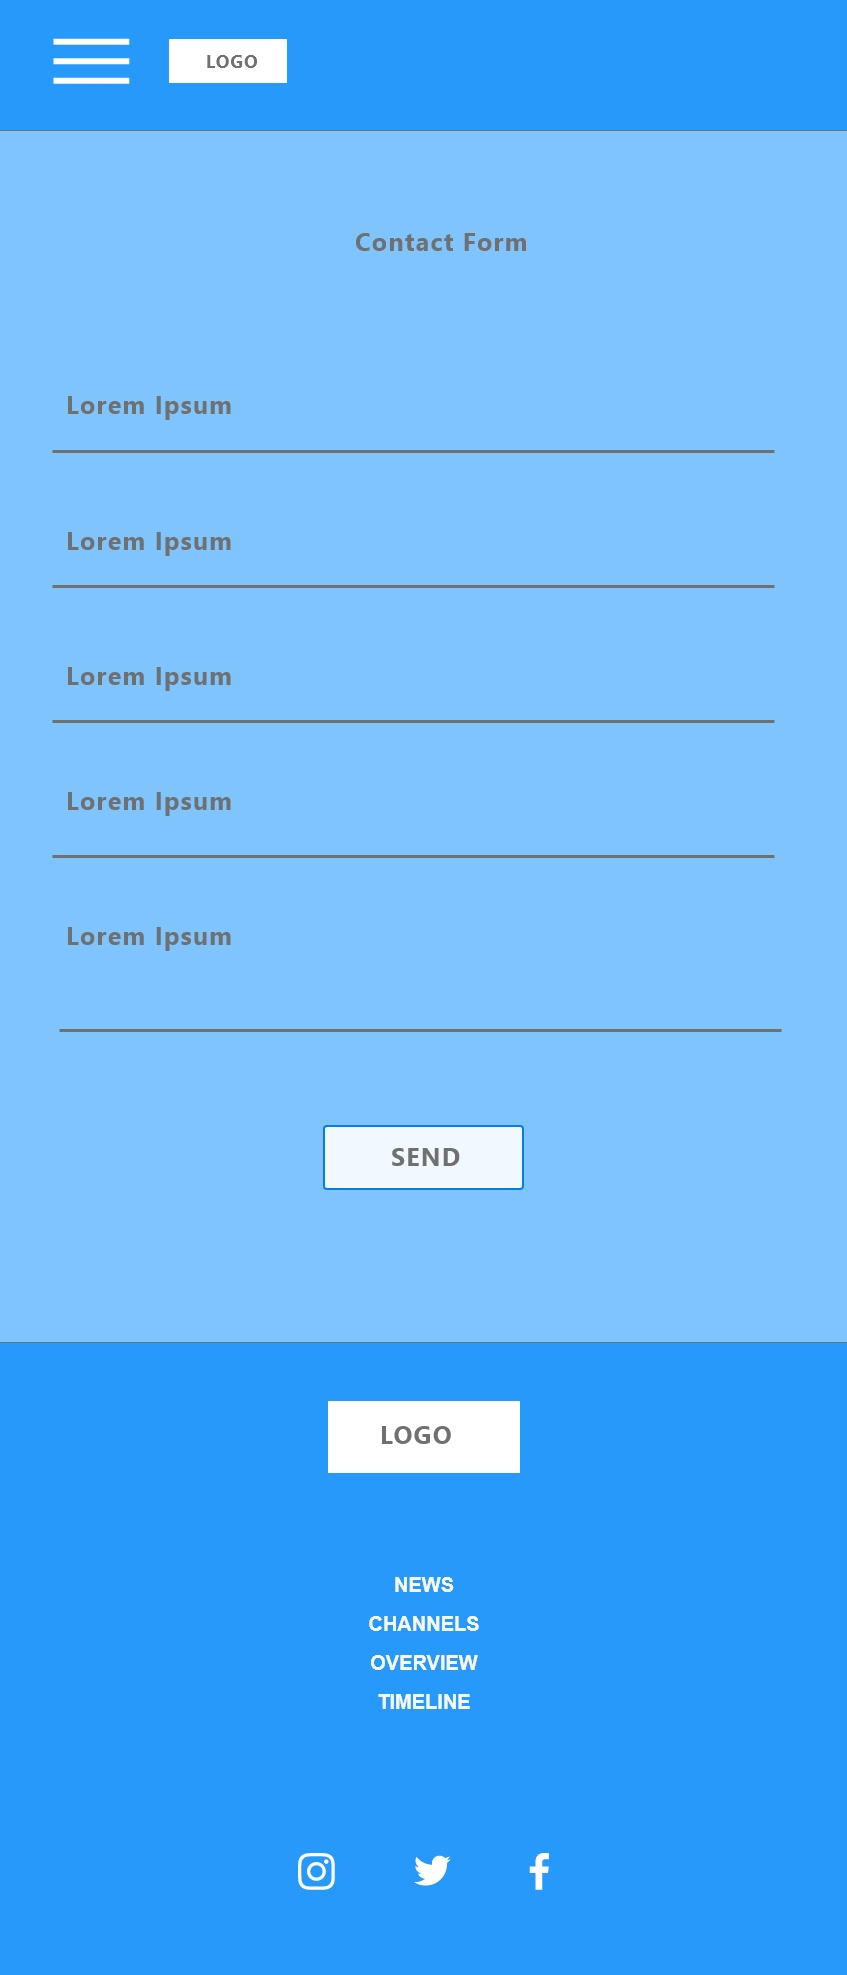 LOGO
Contact Form
Lorem Ipsum
Lorem Ipsum
Lorem Ipsum
Lorem Ipsum
Lorem Ipsum
SEND
LOGO
NEWS
CHANNELS
OVERVIEW
TIMELINE